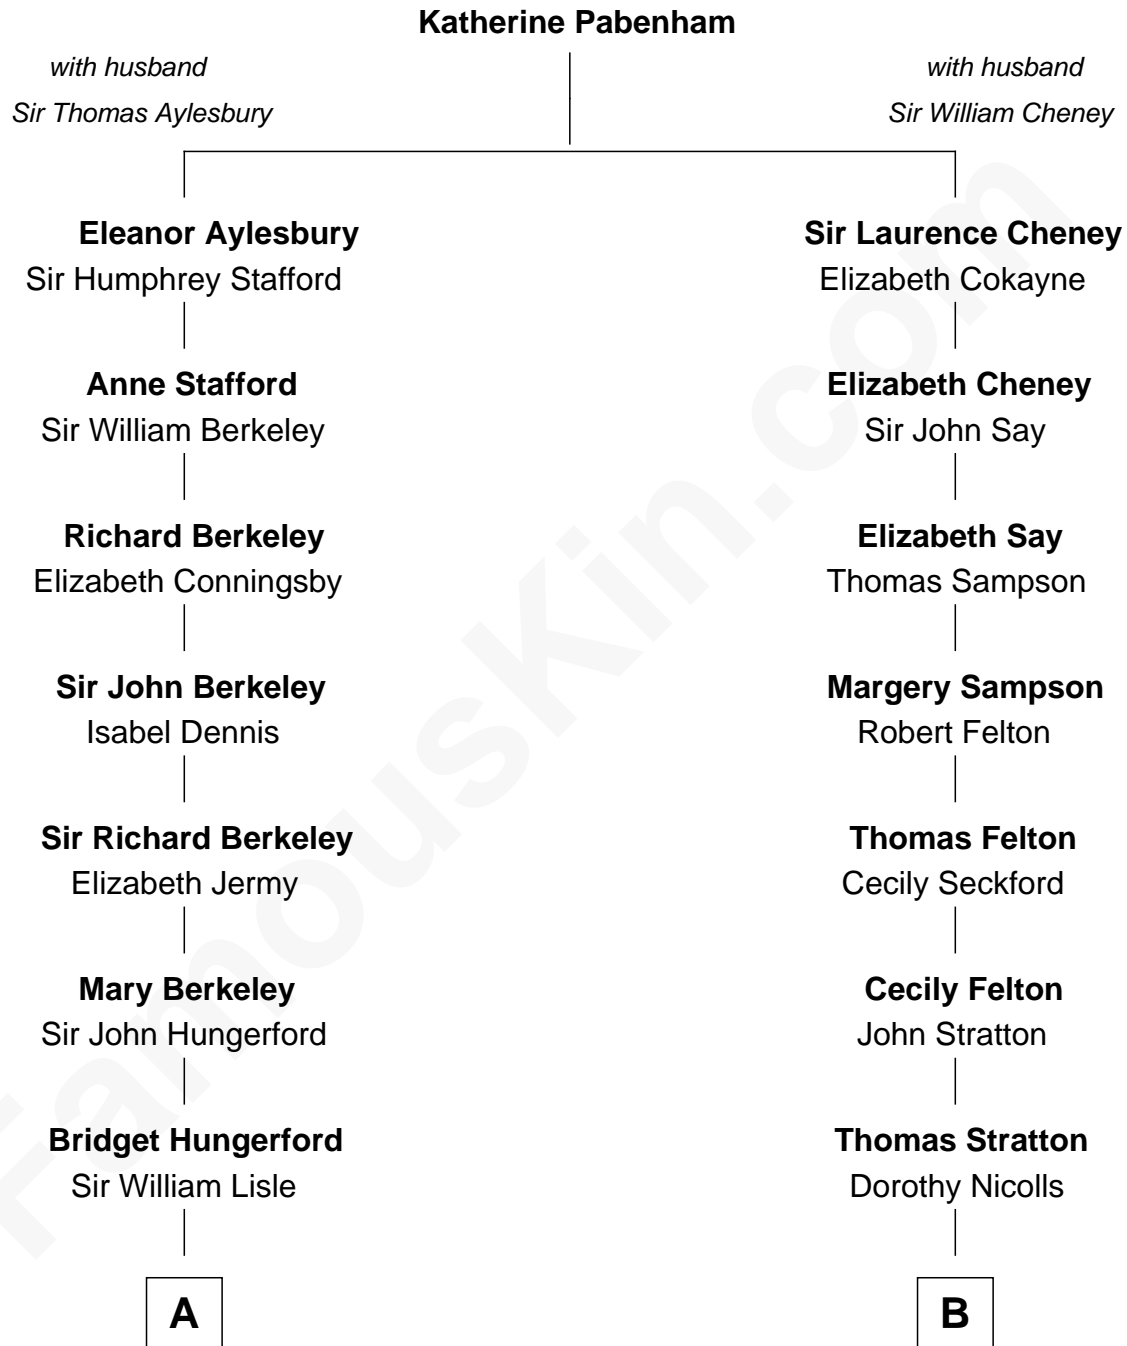 Katherine Pabenham
with husband
Sir Thomas Aylesbury
with husband
Sir William Cheney
Eleanor Aylesbury
Sir Humphrey Stafford
Sir Laurence Cheney
Elizabeth Cokayne
Anne Stafford
Sir William Berkeley
Elizabeth Cheney
Sir John Say
Richard Berkeley
Elizabeth Conningsby
Elizabeth Say
Thomas Sampson
Sir John Berkeley
Isabel Dennis
Margery Sampson
Robert Felton
Sir Richard Berkeley
Elizabeth Jermy
Thomas Felton
Cecily Seckford
Mary Berkeley
Sir John Hungerford
Cecily Felton
John Stratton
Bridget Hungerford
Sir William Lisle
Thomas Stratton
Dorothy Nicolls
A
B
FamousKin.com